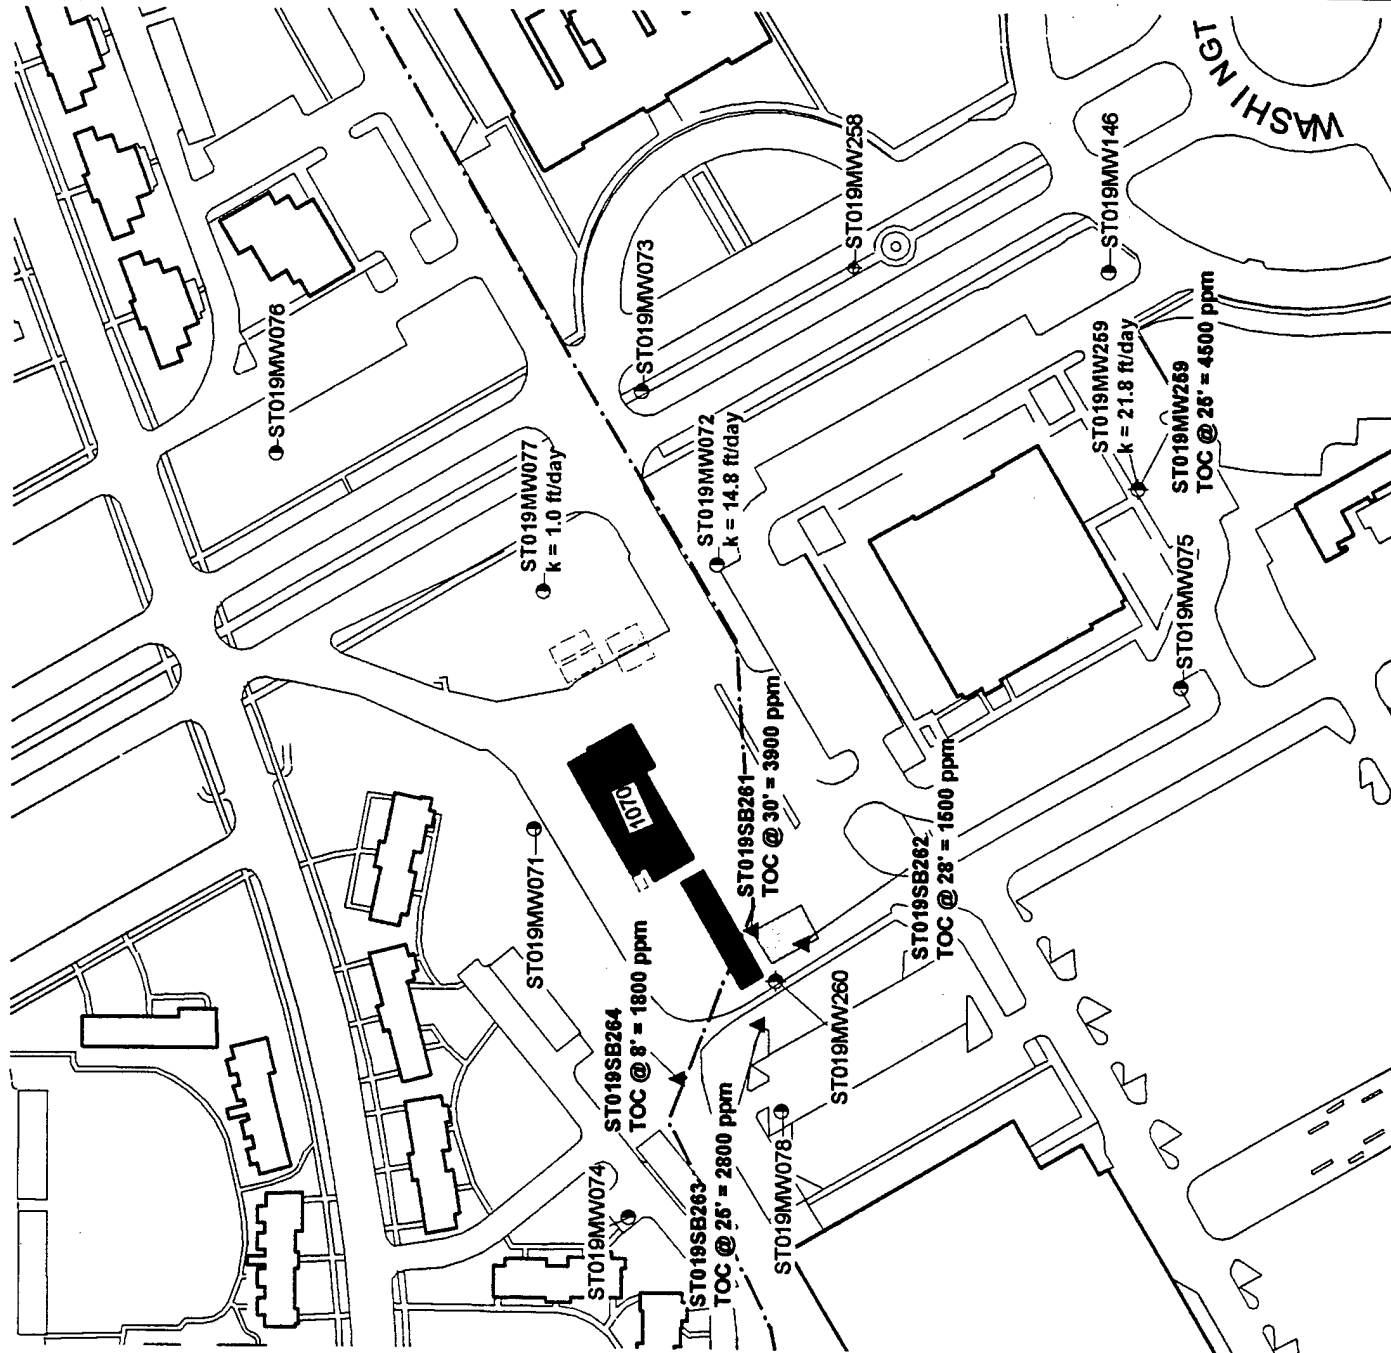 WASHINGT
ST019MW258
ST019MW146
ST019MW073
ST019MW076
ST019MW259
k = 21.8 ft/day
ST019MW259
TOC @ 25' = 4500 ppm
ST019MW072
k = 14.8 ft/day
ST019MW077
k = 1.0 ft/day
ST019MW075
1070
ST019SB261
TOC @ 30' = 3900 ppm
ST019SB262
TOC @ 28' = 1500 ppm
ST019MW071
ST019SB264
TOC @ 8' = 1800 ppm
ST019MW260
ST019MW074
ST019SB263
TOC @ 25' = 2800 ppm
ST019MW078